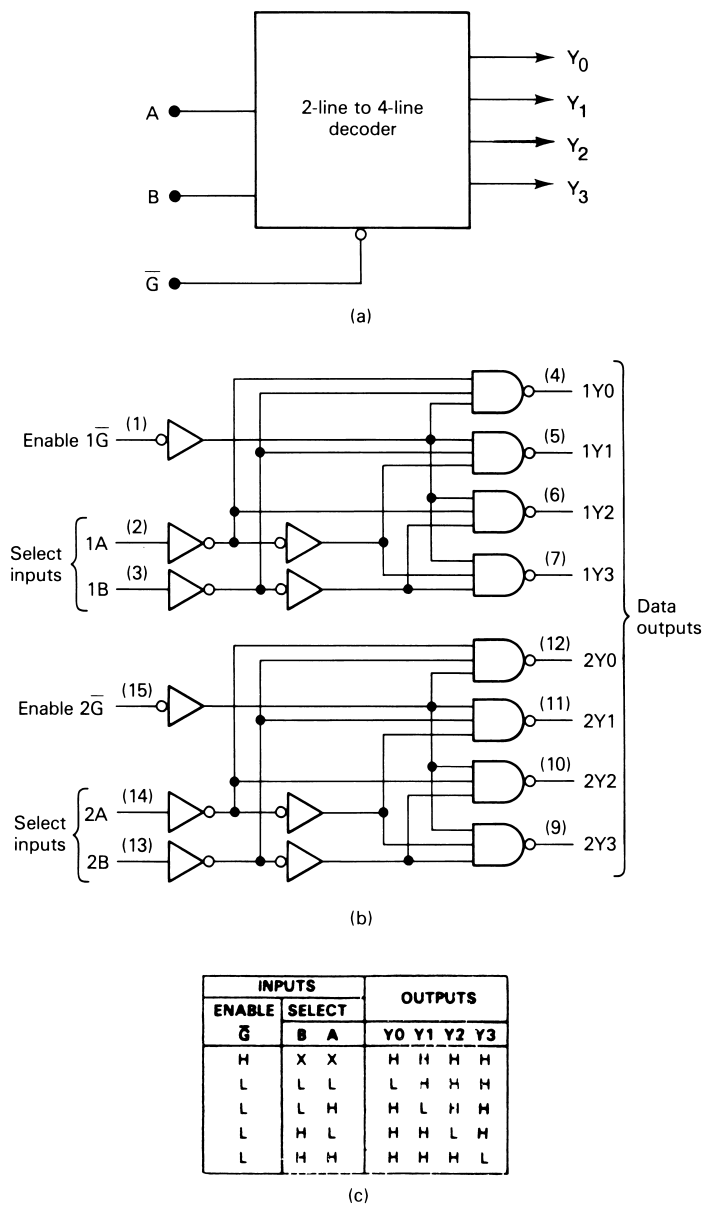 Y0
A
2-line to 4-line
decoder
Y1
Y2
B
Y3
G̅
(a)
(4)
1Y0
Enable 1G̅ (1)
(5)
1Y1
(6)
1Y2
Select
inputs
1A (2)
1B (3)
(7)
1Y3
Data
outputs
(12)
2Y0
Enable 2G̅ (15)
(11)
2Y1
(10)
2Y2
Select
inputs
2A (14)
2B (13)
(9)
2Y3
(b)
INPUTS OUTPUTS
ENABLE SELECT
G̅ B A Y0 Y1 Y2 Y3
H X X H H H H
L L L L H H H
L L H H L H H
L H L H H L H
L H H H H H L
(c)